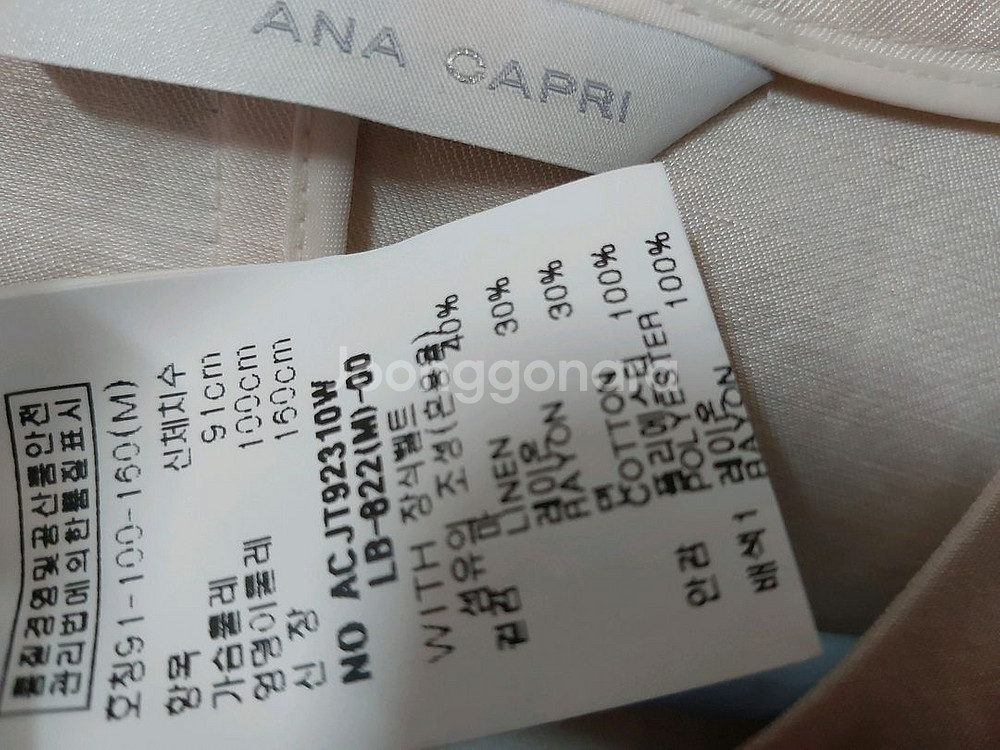 ANA CAPRI
bonggongara
품질경영및공산품안전
관리법에의한품질표시
호칭91-100-160(M)
항목 신체치수
가슴둘레 91cm
엉덩이둘레 100cm
신 장 160cm
NO ACJT92310W
LB-822(M)-00
WITH 장식벨트
섬유의 조성(혼용률)
겉감 마 40%
LINEN
레이온 30%
RAYON
면 30%
COTTON
안감 폴리에스터 100%
POLYESTER
배색1 레이온 100%
RAYON